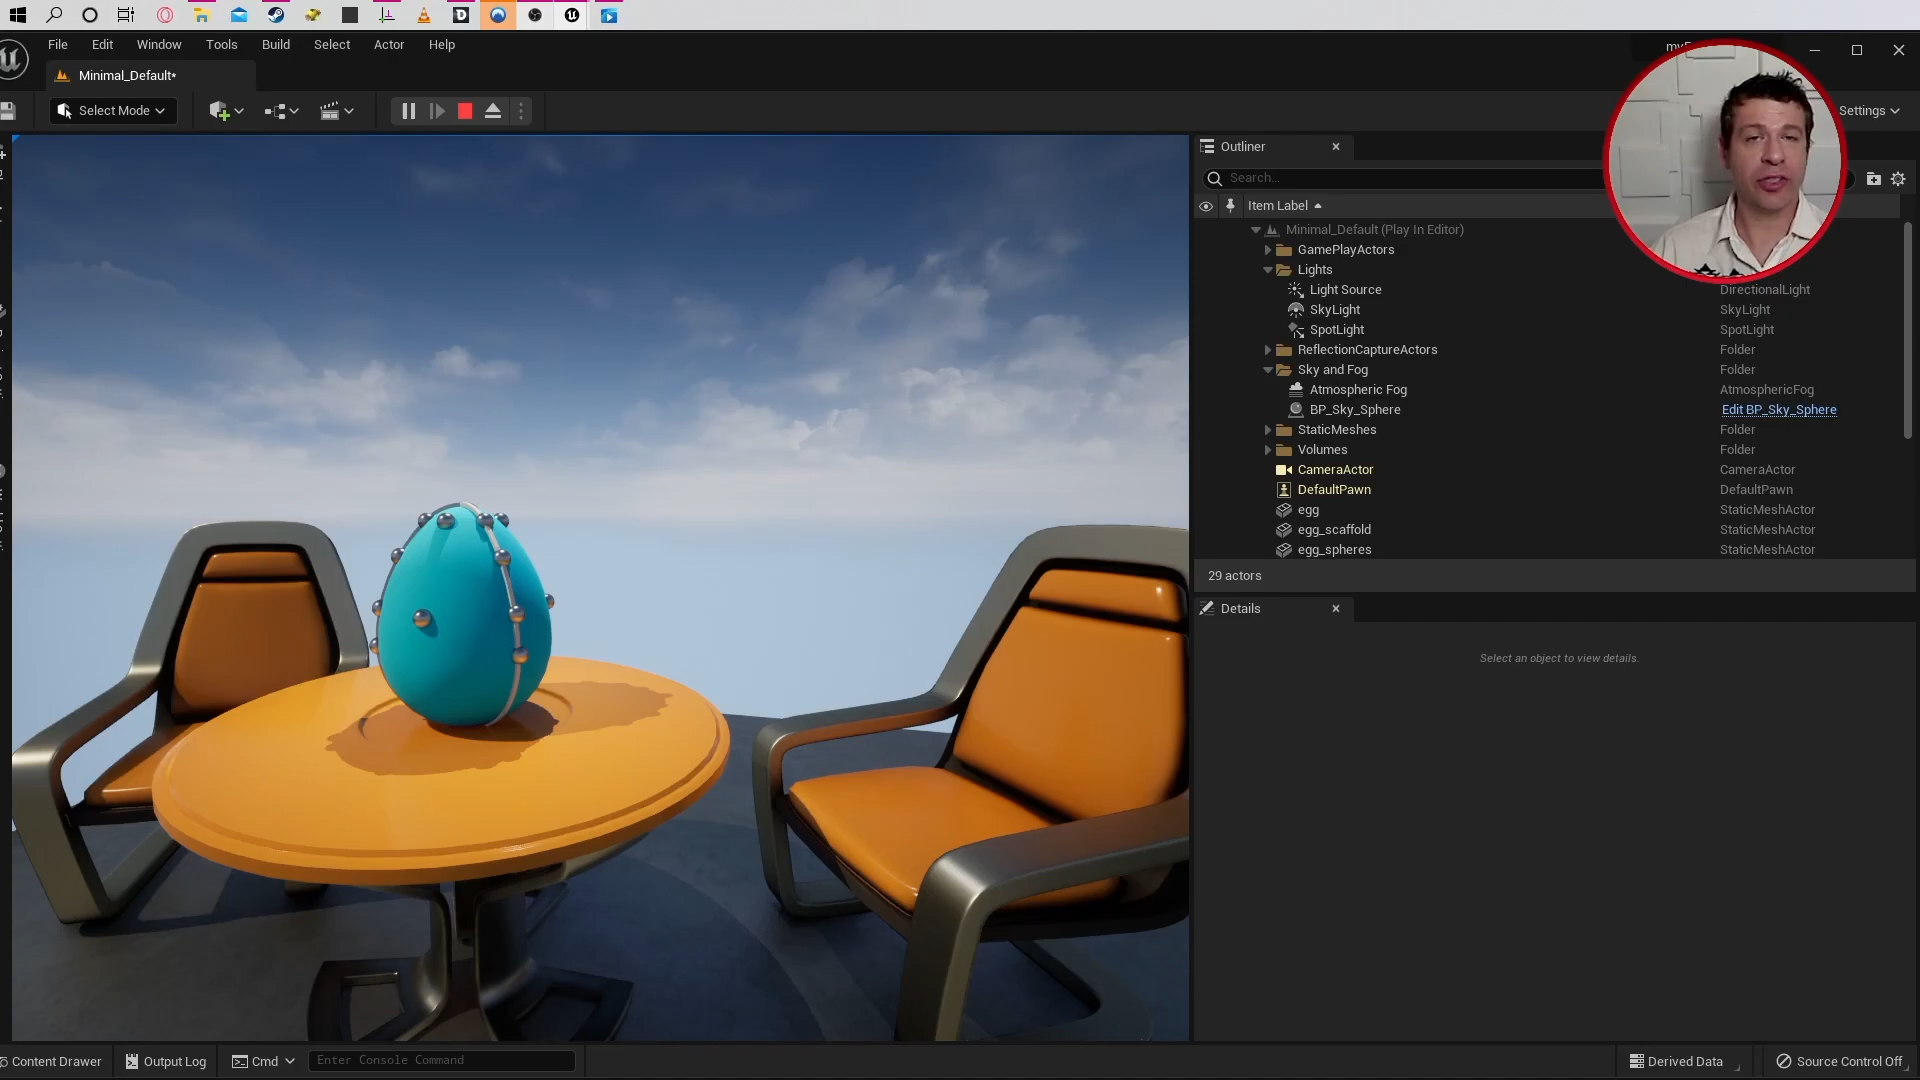 File Edit Window Tools Build Select Actor Help
Minimal_Default*
Select Mode
Settings
Outliner
Search...
Item Label
Minimal_Default (Play In Editor)
GamePlayActors
Lights
Light Source DirectionalLight
SkyLight SkyLight
SpotLight SpotLight
ReflectionCaptureActors Folder
Sky and Fog Folder
Atmospheric Fog AtmosphericFog
BP_Sky_Sphere Edit BP_Sky_Sphere
StaticMeshes Folder
Volumes Folder
CameraActor CameraActor
DefaultPawn DefaultPawn
egg StaticMeshActor
egg_scaffold StaticMeshActor
egg_spheres StaticMeshActor
29 actors
Details
Select an object to view details.
Content Drawer Output Log Cmd Enter Console Command Derived Data Source Control Off